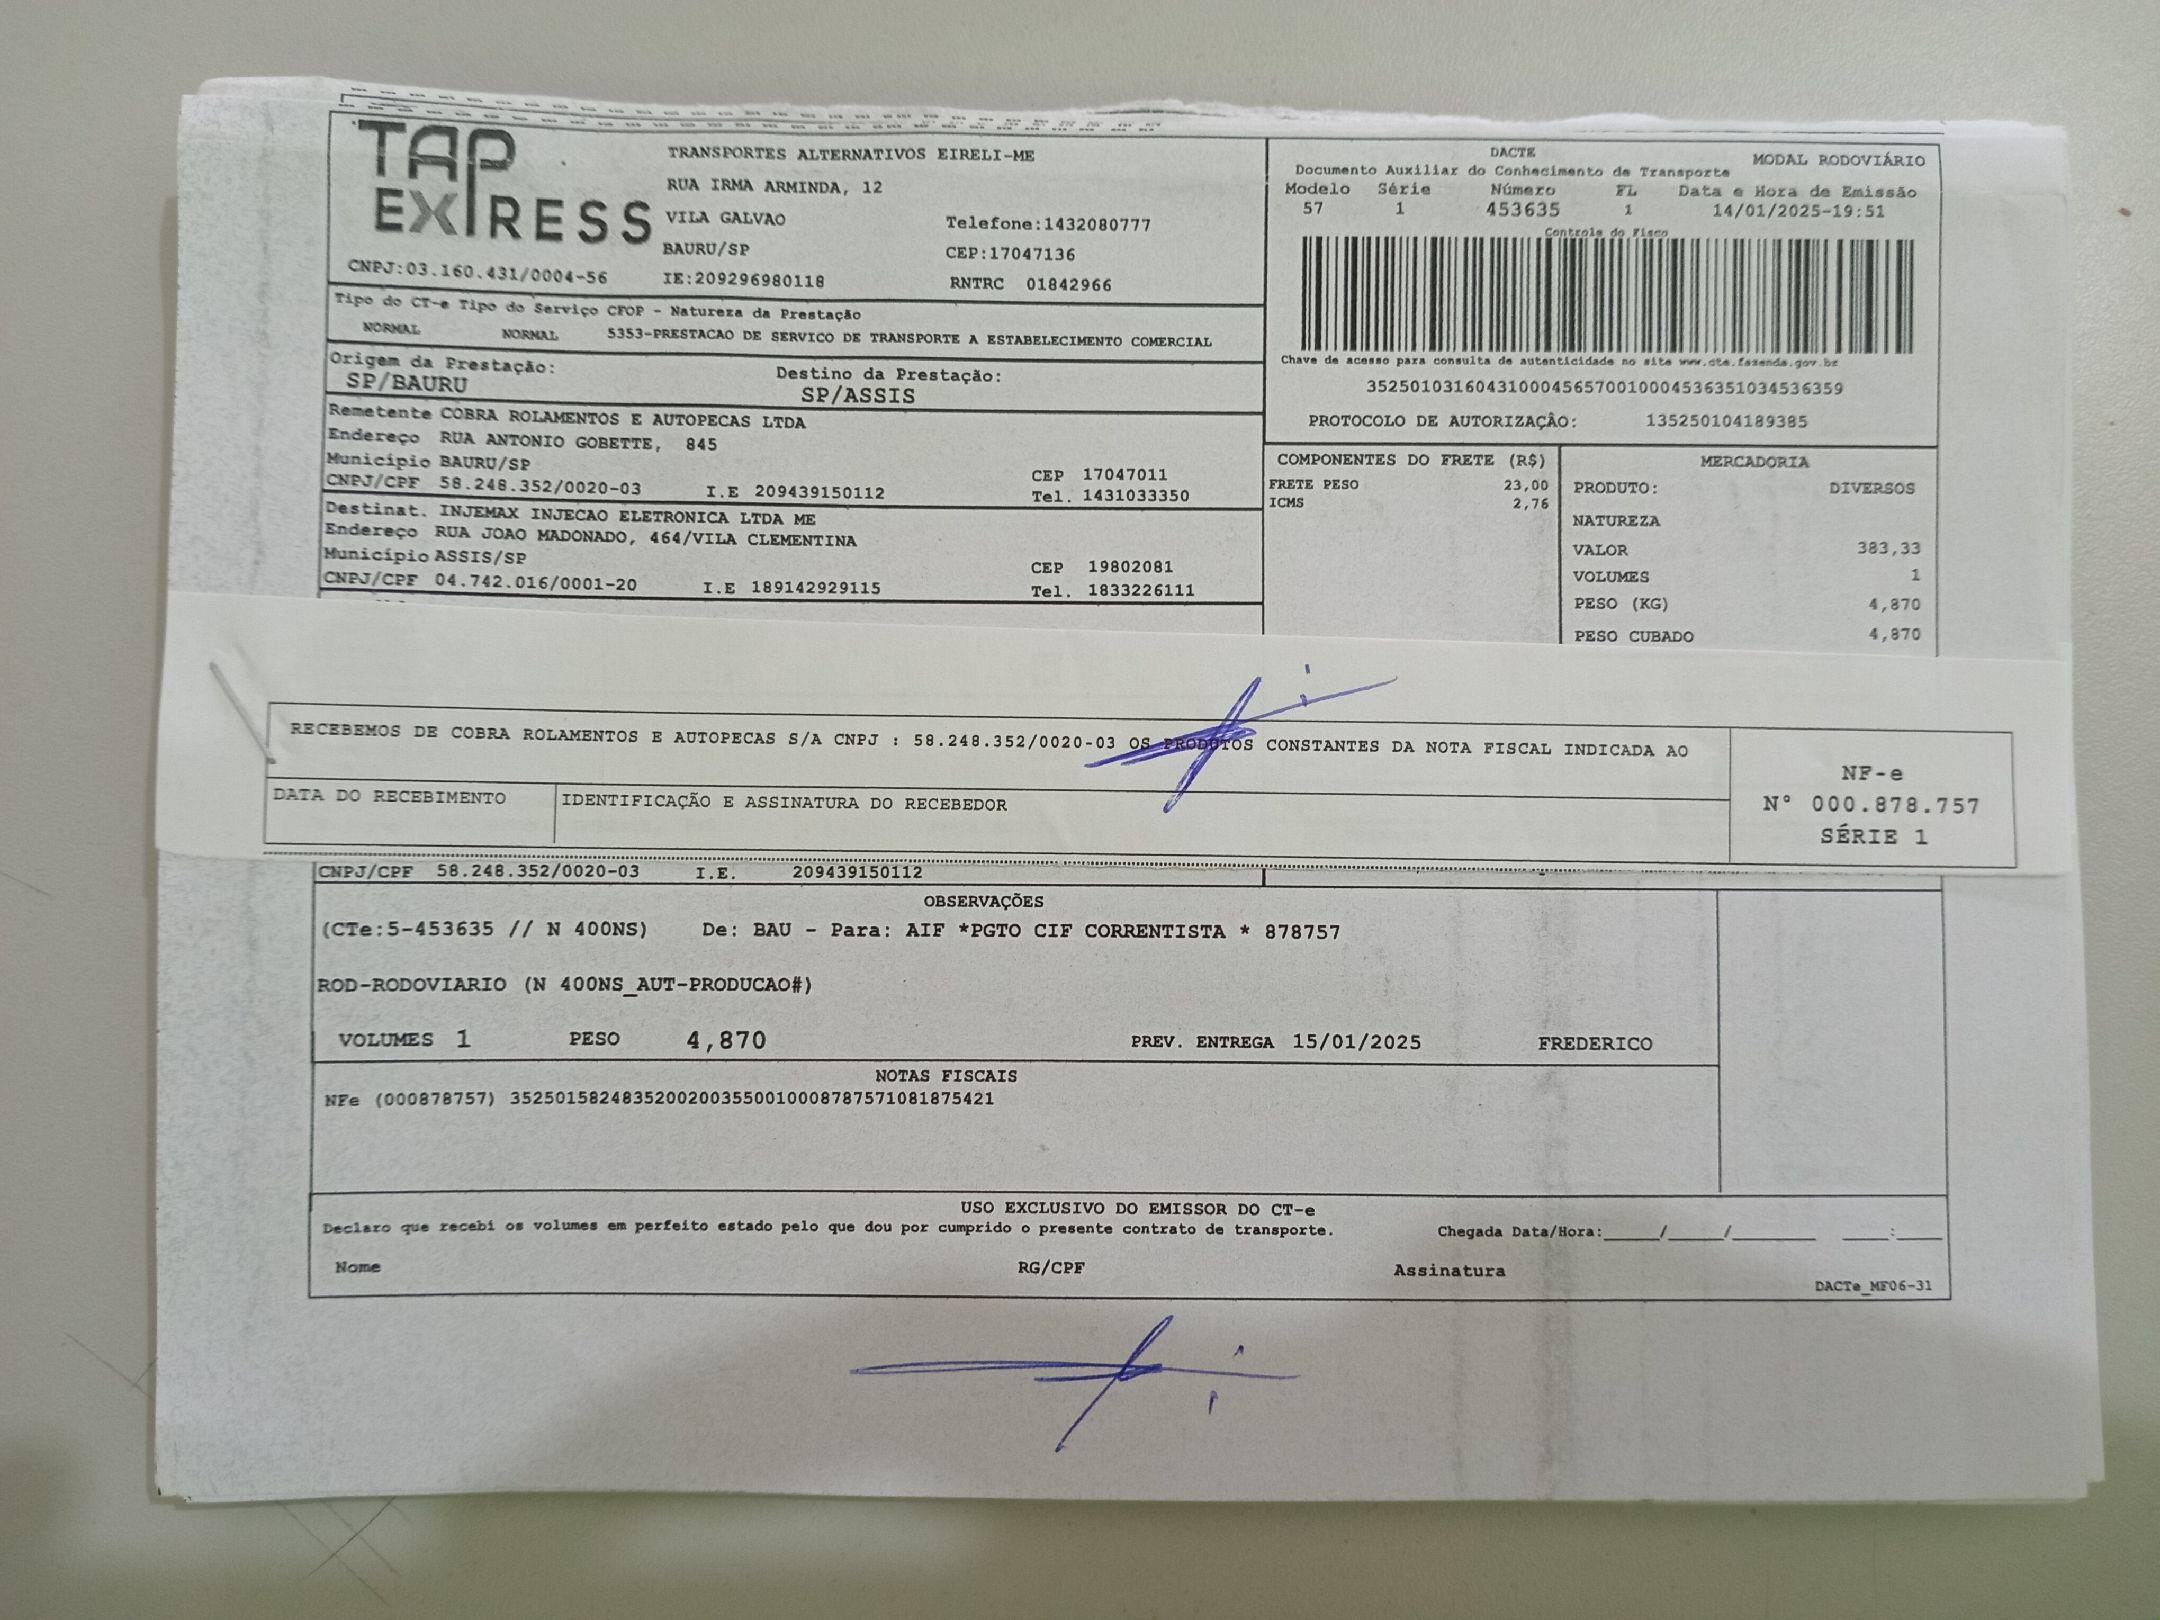 TAP EXPRESS
CNPJ:03.160.431/0004-56
TRANSPORTES ALTERNATIVOS EIRELI-ME
RUA IRMA ARMINDA, 12
VILA GALVAO Telefone:1432080777
BAURU/SP CEP:17047136
IE:209296980118 RNTRC 01842966
DACTE MODAL RODOVIÁRIO
Documento Auxiliar do Conhecimento de Transporte
Modelo Série Número FL Data e Hora de Emissão
57 1 453635 1 14/01/2025-19:51
Controle do Fisco
Chave de acesso para consulta de autenticidade no site www.cte.fazenda.gov.br
35250103160431000456570010004536351034536359
PROTOCOLO DE AUTORIZAÇÂO: 135250104189385
Tipo do CT-e Tipo do Serviço CFOP - Natureza da Prestação
NORMAL NORMAL 5353-PRESTACAO DE SERVICO DE TRANSPORTE A ESTABELECIMENTO COMERCIAL
Origem da Prestação: Destino da Prestação:
SP/BAURU SP/ASSIS
Remetente COBRA ROLAMENTOS E AUTOPECAS LTDA
Endereço RUA ANTONIO GOBETTE, 845
Município BAURU/SP CEP 17047011
CNPJ/CPF 58.248.352/0020-03 I.E 209439150112 Tel. 1431033350
Destinat. INJEMAX INJECAO ELETRONICA LTDA ME
Endereço RUA JOAO MADONADO, 464/VILA CLEMENTINA
Município ASSIS/SP CEP 19802081
CNPJ/CPF 04.742.016/0001-20 I.E 189142929115 Tel. 1833226111
COMPONENTES DO FRETE (R$)
FRETE PESO 23,00
ICMS 2,76
MERCADORIA
PRODUTO: DIVERSOS
NATUREZA
VALOR 383,33
VOLUMES 1
PESO (KG) 4,870
PESO CUBADO 4,870
RECEBEMOS DE COBRA ROLAMENTOS E AUTOPECAS S/A CNPJ : 58.248.352/0020-03 OS PRODUTOS CONSTANTES DA NOTA FISCAL INDICADA AO
DATA DO RECEBIMENTO IDENTIFICAÇÃO E ASSINATURA DO RECEBEDOR
NF-e
N° 000.878.757
SÉRIE 1
CNPJ/CPF 58.248.352/0020-03 I.E. 209439150112
OBSERVAÇÕES
(CTe:5-453635 // N 400NS) De: BAU - Para: AIF *PGTO CIF CORRENTISTA * 878757
ROD-RODOVIARIO (N 400NS_AUT-PRODUCAO#)
VOLUMES 1 PESO 4,870 PREV. ENTREGA 15/01/2025 FREDERICO
NOTAS FISCAIS
NFe (000878757) 35250158248352002003550010008787571081875421
USO EXCLUSIVO DO EMISSOR DO CT-e
Declaro que recebi os volumes em perfeito estado pelo que dou por cumprido o presente contrato de transporte. Chegada Data/Hora:_____/_____/_______ ____:____
Nome RG/CPF Assinatura
DACTe_MF06-31